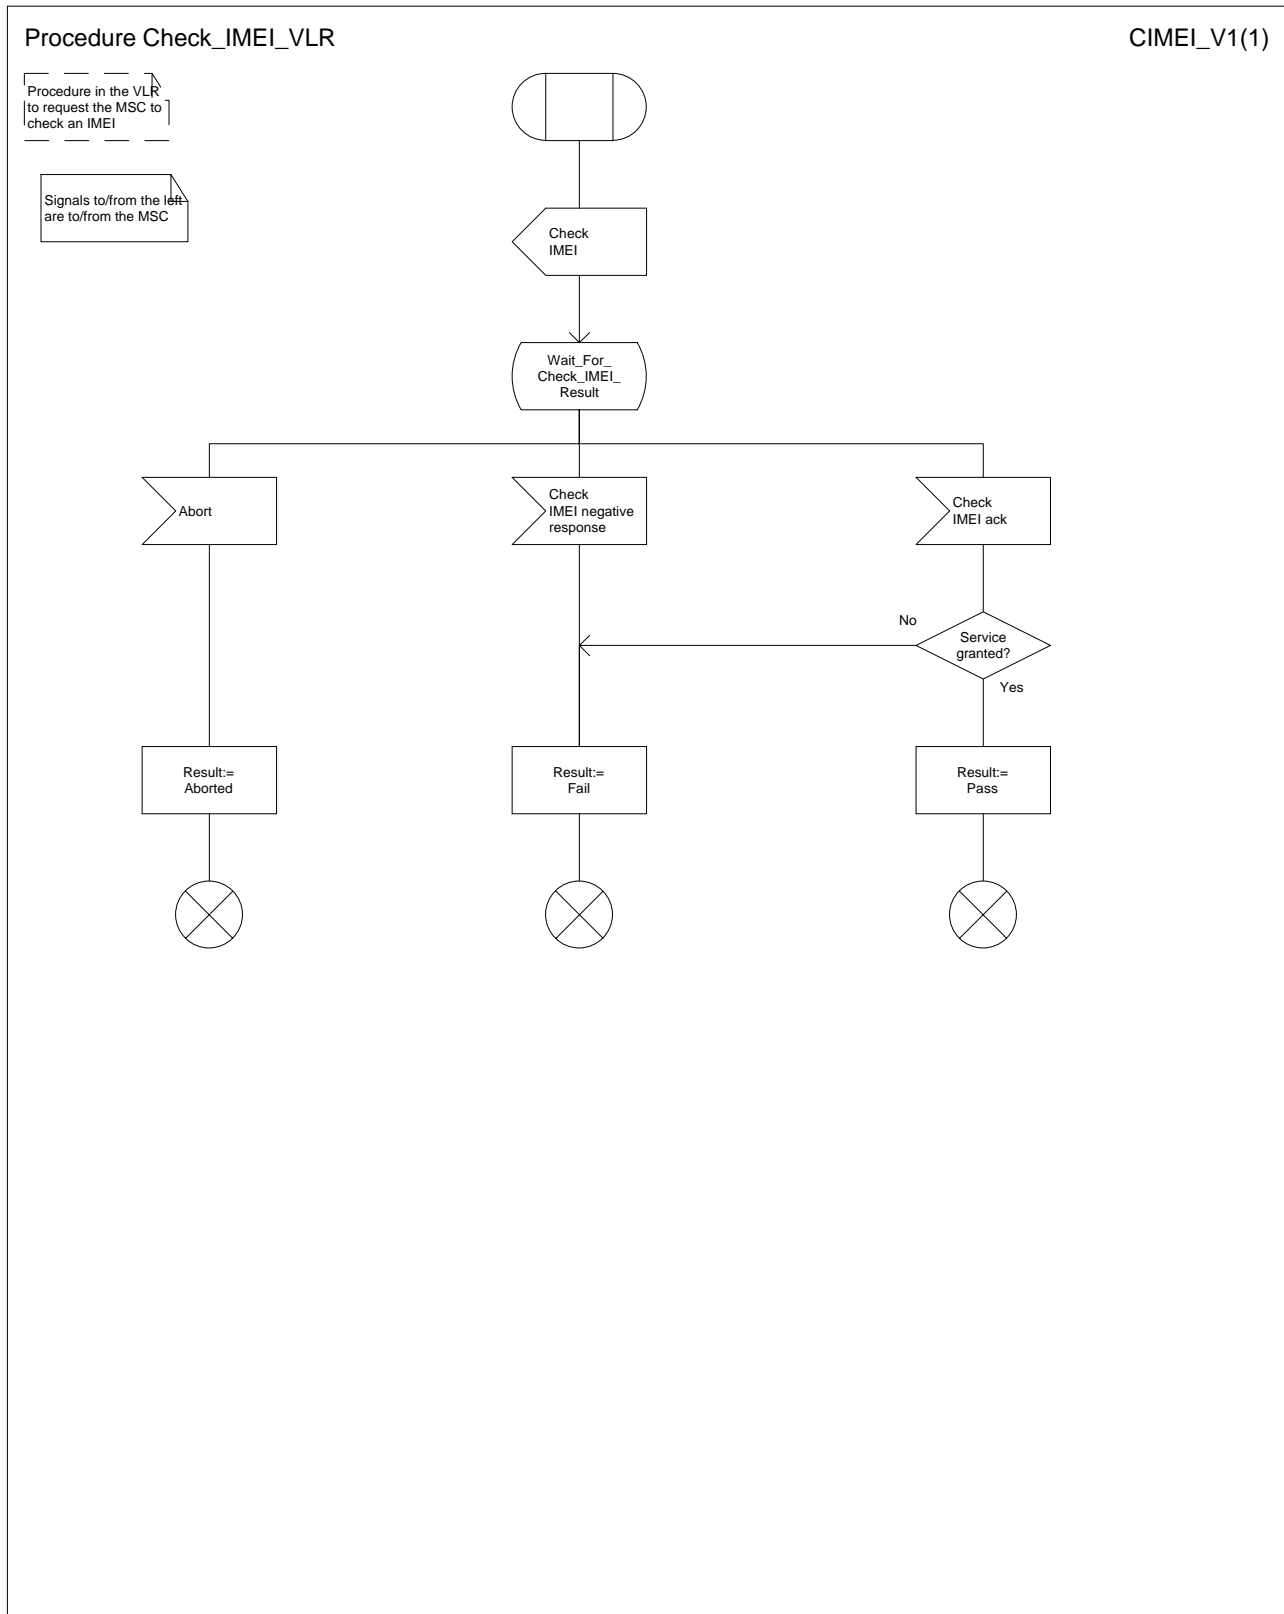 Procedure Check_IMEI_VLR
CIMEI_V1(1)
Procedure in the VLR
to request the MSC to
check an IMEI
Signals to/from the left
are to/from the MSC
Check
IMEI
Wait_For_
Check_IMEI_
Result
Abort
Check
IMEI negative
response
Check
IMEI ack
No
Service
granted?
Yes
Result:=
Aborted
Result:=
Fail
Result:=
Pass